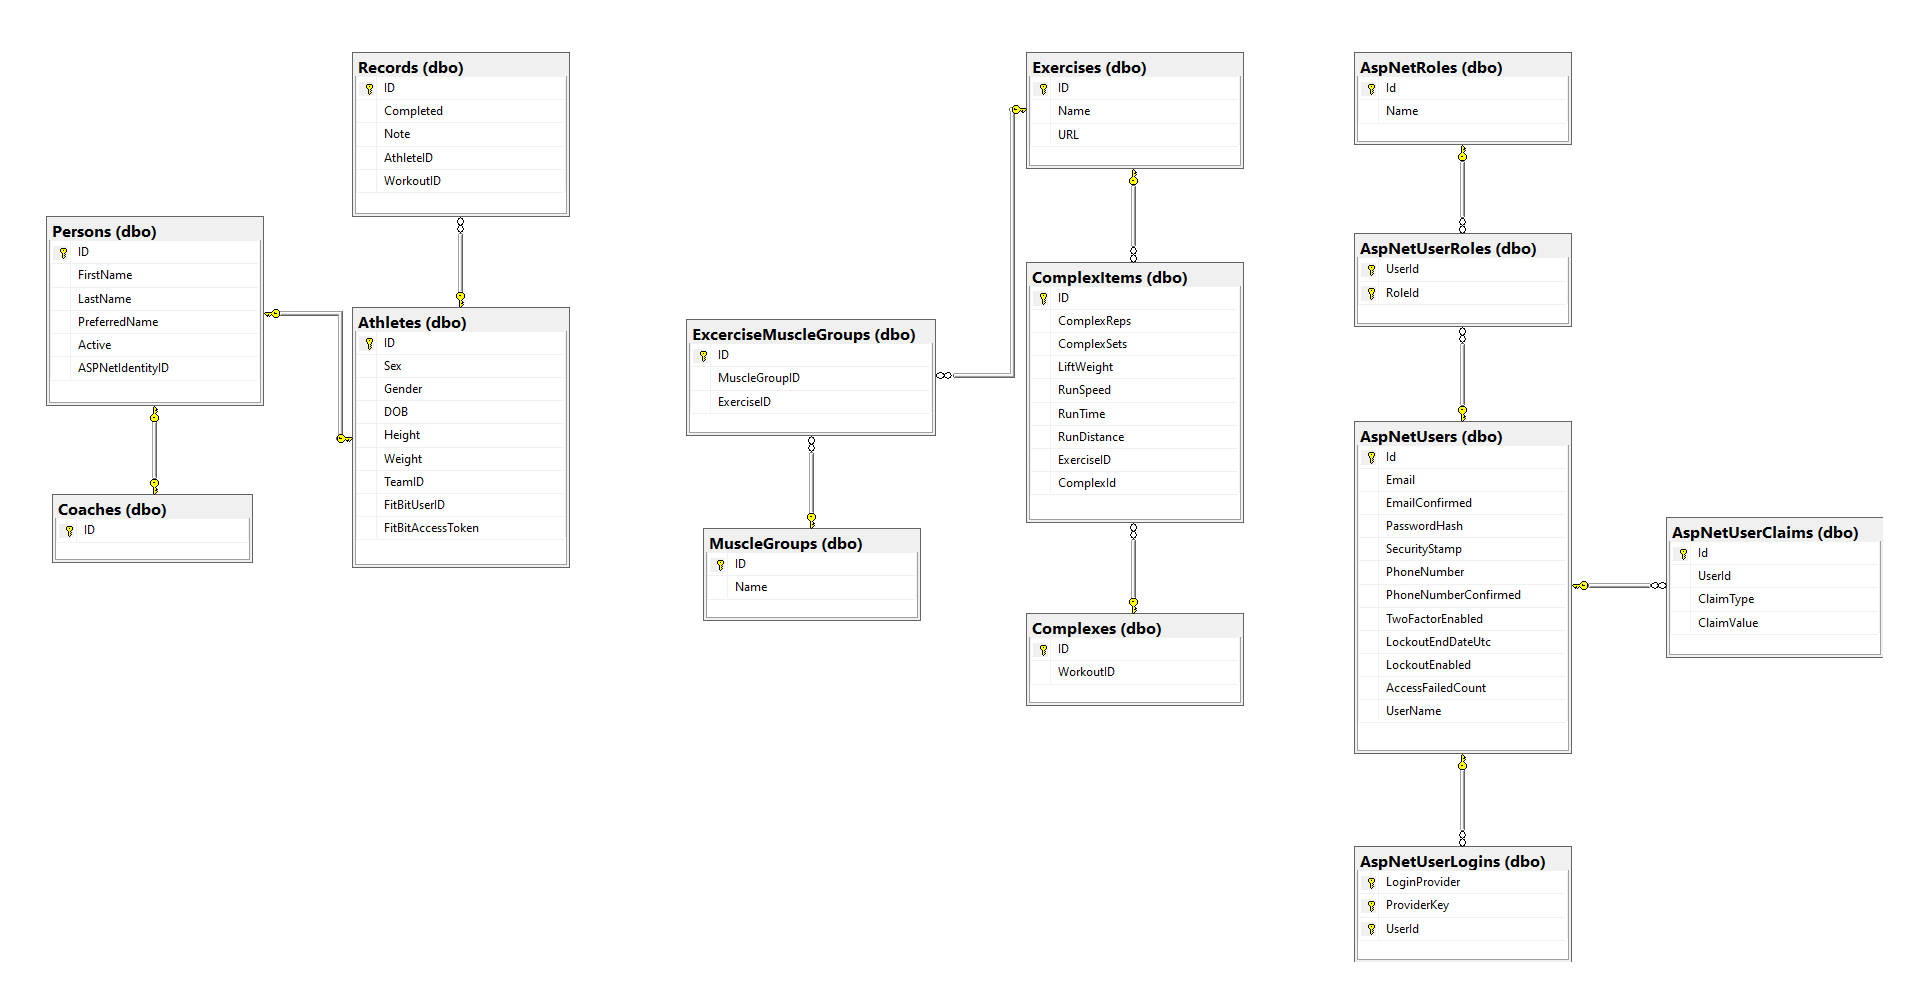 Records (dbo)
ID
Completed
Note
AthleteID
WorkoutID
Persons (dbo)
ID
FirstName
LastName
PreferredName
Active
ASPNetIdentityID
Athletes (dbo)
ID
Sex
Gender
DOB
Height
Weight
TeamID
FitBitUserID
FitBitAccessToken
Coaches (dbo)
ID
Exercises (dbo)
ID
Name
URL
ComplexItems (dbo)
ID
ComplexReps
ComplexSets
LiftWeight
RunSpeed
RunTime
RunDistance
ExerciseID
ComplexId
ExcerciseMuscleGroups (dbo)
ID
MuscleGroupID
ExerciseID
MuscleGroups (dbo)
ID
Name
Complexes (dbo)
ID
WorkoutID
AspNetRoles (dbo)
Id
Name
AspNetUserRoles (dbo)
UserId
RoleId
AspNetUsers (dbo)
Id
Email
EmailConfirmed
PasswordHash
SecurityStamp
PhoneNumber
PhoneNumberConfirmed
TwoFactorEnabled
LockoutEndDateUtc
LockoutEnabled
AccessFailedCount
UserName
AspNetUserClaims (dbo)
Id
UserId
ClaimType
ClaimValue
AspNetUserLogins (dbo)
LoginProvider
ProviderKey
UserId